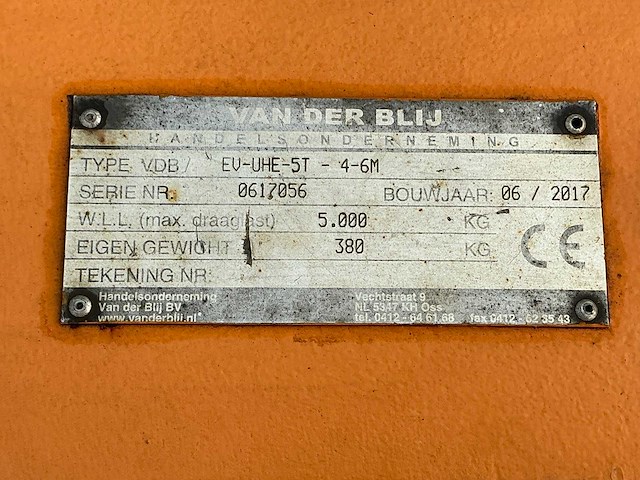 VAN DER BLIJ
HANDELSONDERNEMING
TYPE VDB/ EV-UHE-5T - 4-6M
SERIE NR. 0617056 BOUWJAAR: 06 / 2017
W.L.L. (max. draaglast) 5.000 KG
EIGEN GEWICHT 380 KG
CE
TEKENING NR.
Handelsonderneming Vechtstraat 9
Van der Blij BV NL 5347 KH Oss
www.vanderblij.nl tel. 0412 - 64 61 68 fax 0412 - 62 35 43